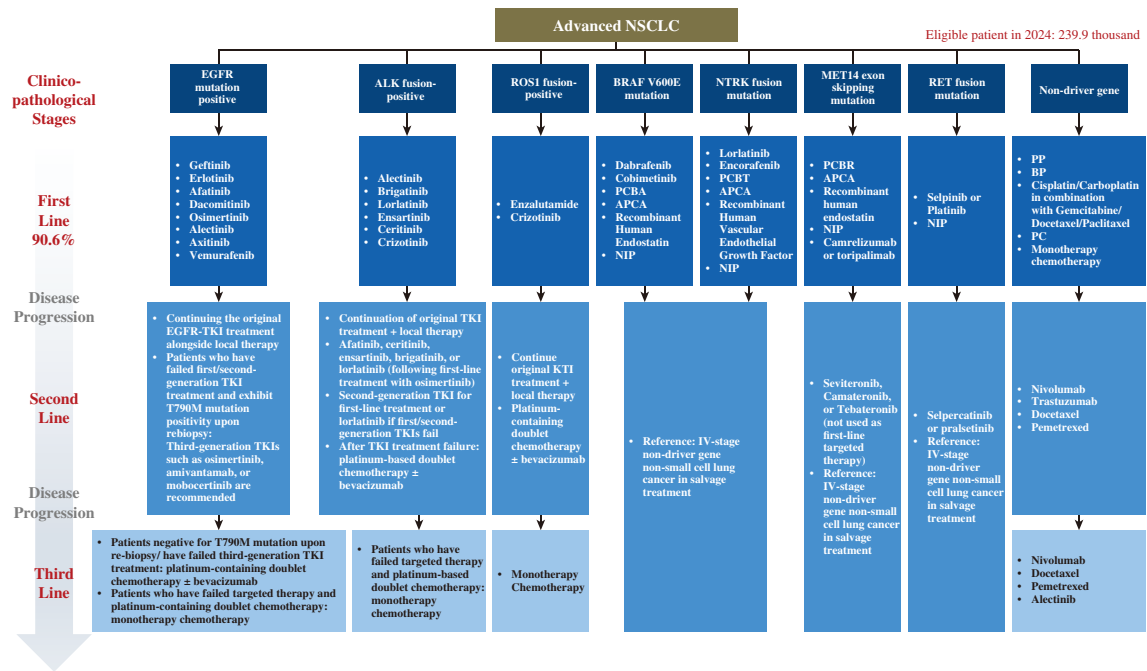 Advanced NSCLC
Eligible patient in 2024: 239.9 thousand
Clinico-
pathological
Stages
EGFR
mutation
positive
ALK fusion-
positive
ROS1 fusion-
positive
BRAF V600E
mutation
NTRK fusion
mutation
MET14 exon
skipping
mutation
RET fusion
mutation
Non-driver gene
First
Line
90.6%
• Geftinib
• Erlotinib
• Afatinib
• Dacomitinib
• Osimertinib
• Alectinib
• Axitinib
• Vemurafenib
• Alectinib
• Brigatinib
• Lorlatinib
• Ensartinib
• Ceritinib
• Crizotinib
• Enzalutamide
• Crizotinib
• Dabrafenib
• Cobimetinib
• PCBA
• APCA
• Recombinant
Human
Endostatin
• NIP
• Lorlatinib
• Encorafenib
• PCBT
• APCA
• Recombinant
Human
Vascular
Endothelial
Growth Factor
• NIP
• PCBR
• APCA
• Recombinant
human
endostatin
• NIP
• Camrelizumab
or toripalimab
• Selpinib or
Platinib
• NIP
• PP
• BP
• Cisplatin/Carboplatin
in combination
with Gemcitabine/
Docetaxel/Paclitaxel
• PC
• Monotherapy
chemotherapy
Disease
Progression
Second
Line
• Continuing the original
EGFR-TKI treatment
alongside local therapy
• Patients who have
failed first/second-
generation TKI
treatment and exhibit
T790M mutation
positivity upon
rebiopsy:
Third-generation TKIs
such as osimertinib,
amivantamab, or
mobocertinib are
recommended
• Continuation of original TKI
treatment + local therapy
• Afatinib, ceritinib,
ensartinib, brigatinib, or
lorlatinib (following first-line
treatment with osimertinib)
• Second-generation TKI for
first-line treatment or
lorlatinib if first/second-
generation TKIs fail
• After TKI treatment failure:
platinum-based doublet
chemotherapy ±
bevacizumab
• Continue
original KTI
treatment +
local therapy
• Platinum-
containing
doublet
chemotherapy
± bevacizumab
• Reference: IV-stage
non-driver gene
non-small cell lung
cancer in salvage
treatment
• Seviteronib,
Camateronib,
or Tebateronib
(not used as
first-line
targeted
therapy)
• Reference:
IV-stage
non-driver
gene non-small
cell lung cancer
in salvage
treatment
• Selpercatinib
or pralsetinib
• Reference:
IV-stage
non-driver
gene non-small
cell lung cancer
in salvage
treatment
• Nivolumab
• Trastuzumab
• Docetaxel
• Pemetrexed
Disease
Progression
Third
Line
• Patients negative for T790M mutation upon
re-biopsy/ have failed third-generation TKI
treatment: platinum-containing doublet
chemotherapy ± bevacizumab
• Patients who have failed targeted therapy and
platinum-containing doublet chemotherapy:
monotherapy chemotherapy
• Patients who have
failed targeted therapy
and platinum-based
doublet chemotherapy:
monotherapy
chemotherapy
• Monotherapy
Chemotherapy
• Nivolumab
• Docetaxel
• Pemetrexed
• Alectinib